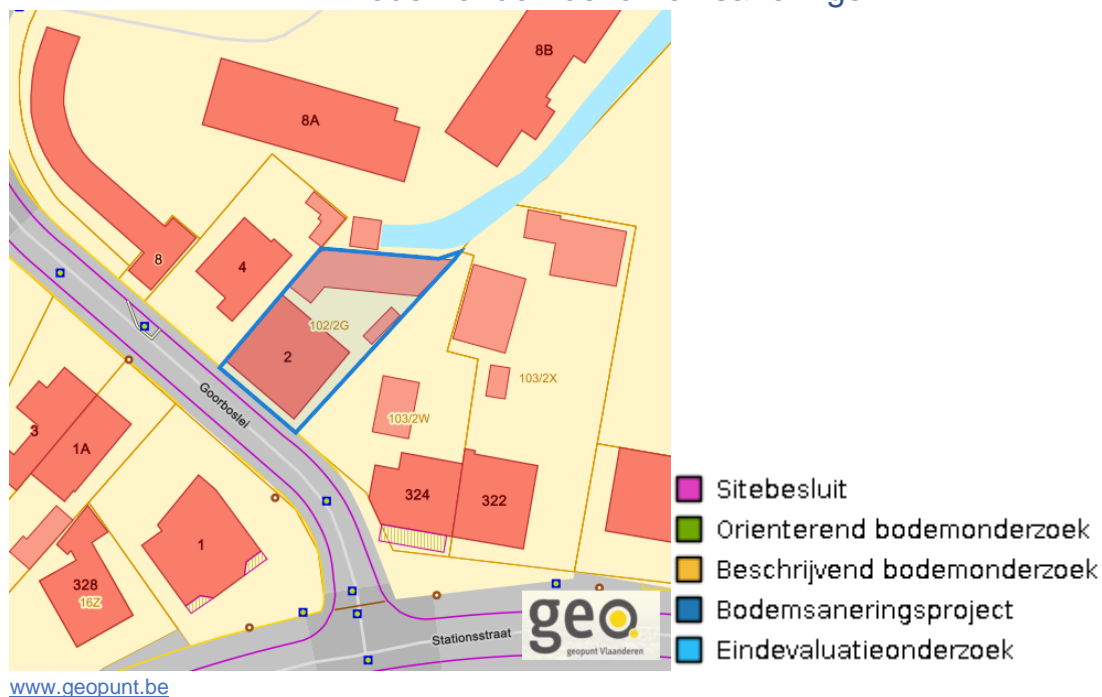 8B
8A
8
4
102/2G
2
103/2X
103/2W
Goorboslei
3
1A
324
322
1
328
16Z
Stationsstraat
geo
geopunt Vlaanderen
Sitebesluit
Orienterend bodemonderzoek
Beschrijvend bodemonderzoek
Bodemsaneringsproject
Eindevaluatieonderzoek
www.geopunt.be